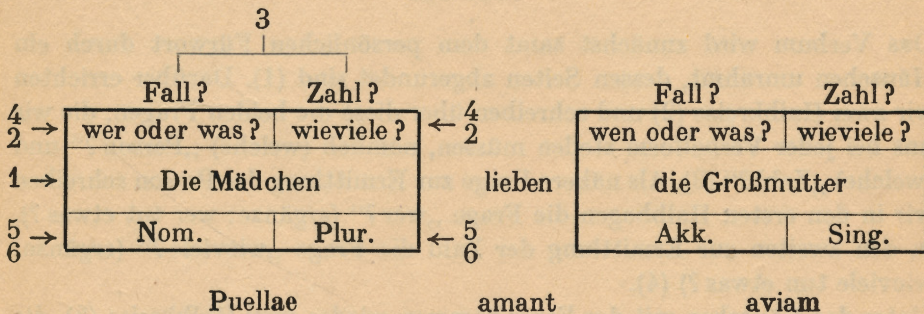 3
Fall? Zahl? Fall? Zahl?
4 4
2 → wer oder was? wieviele? ← 2 wen oder was? wieviele?
1 → Die Mädchen lieben die Großmutter
5 → Nom. Plur. ← 5 Akk. Sing.
6 6
Puellae amant aviam